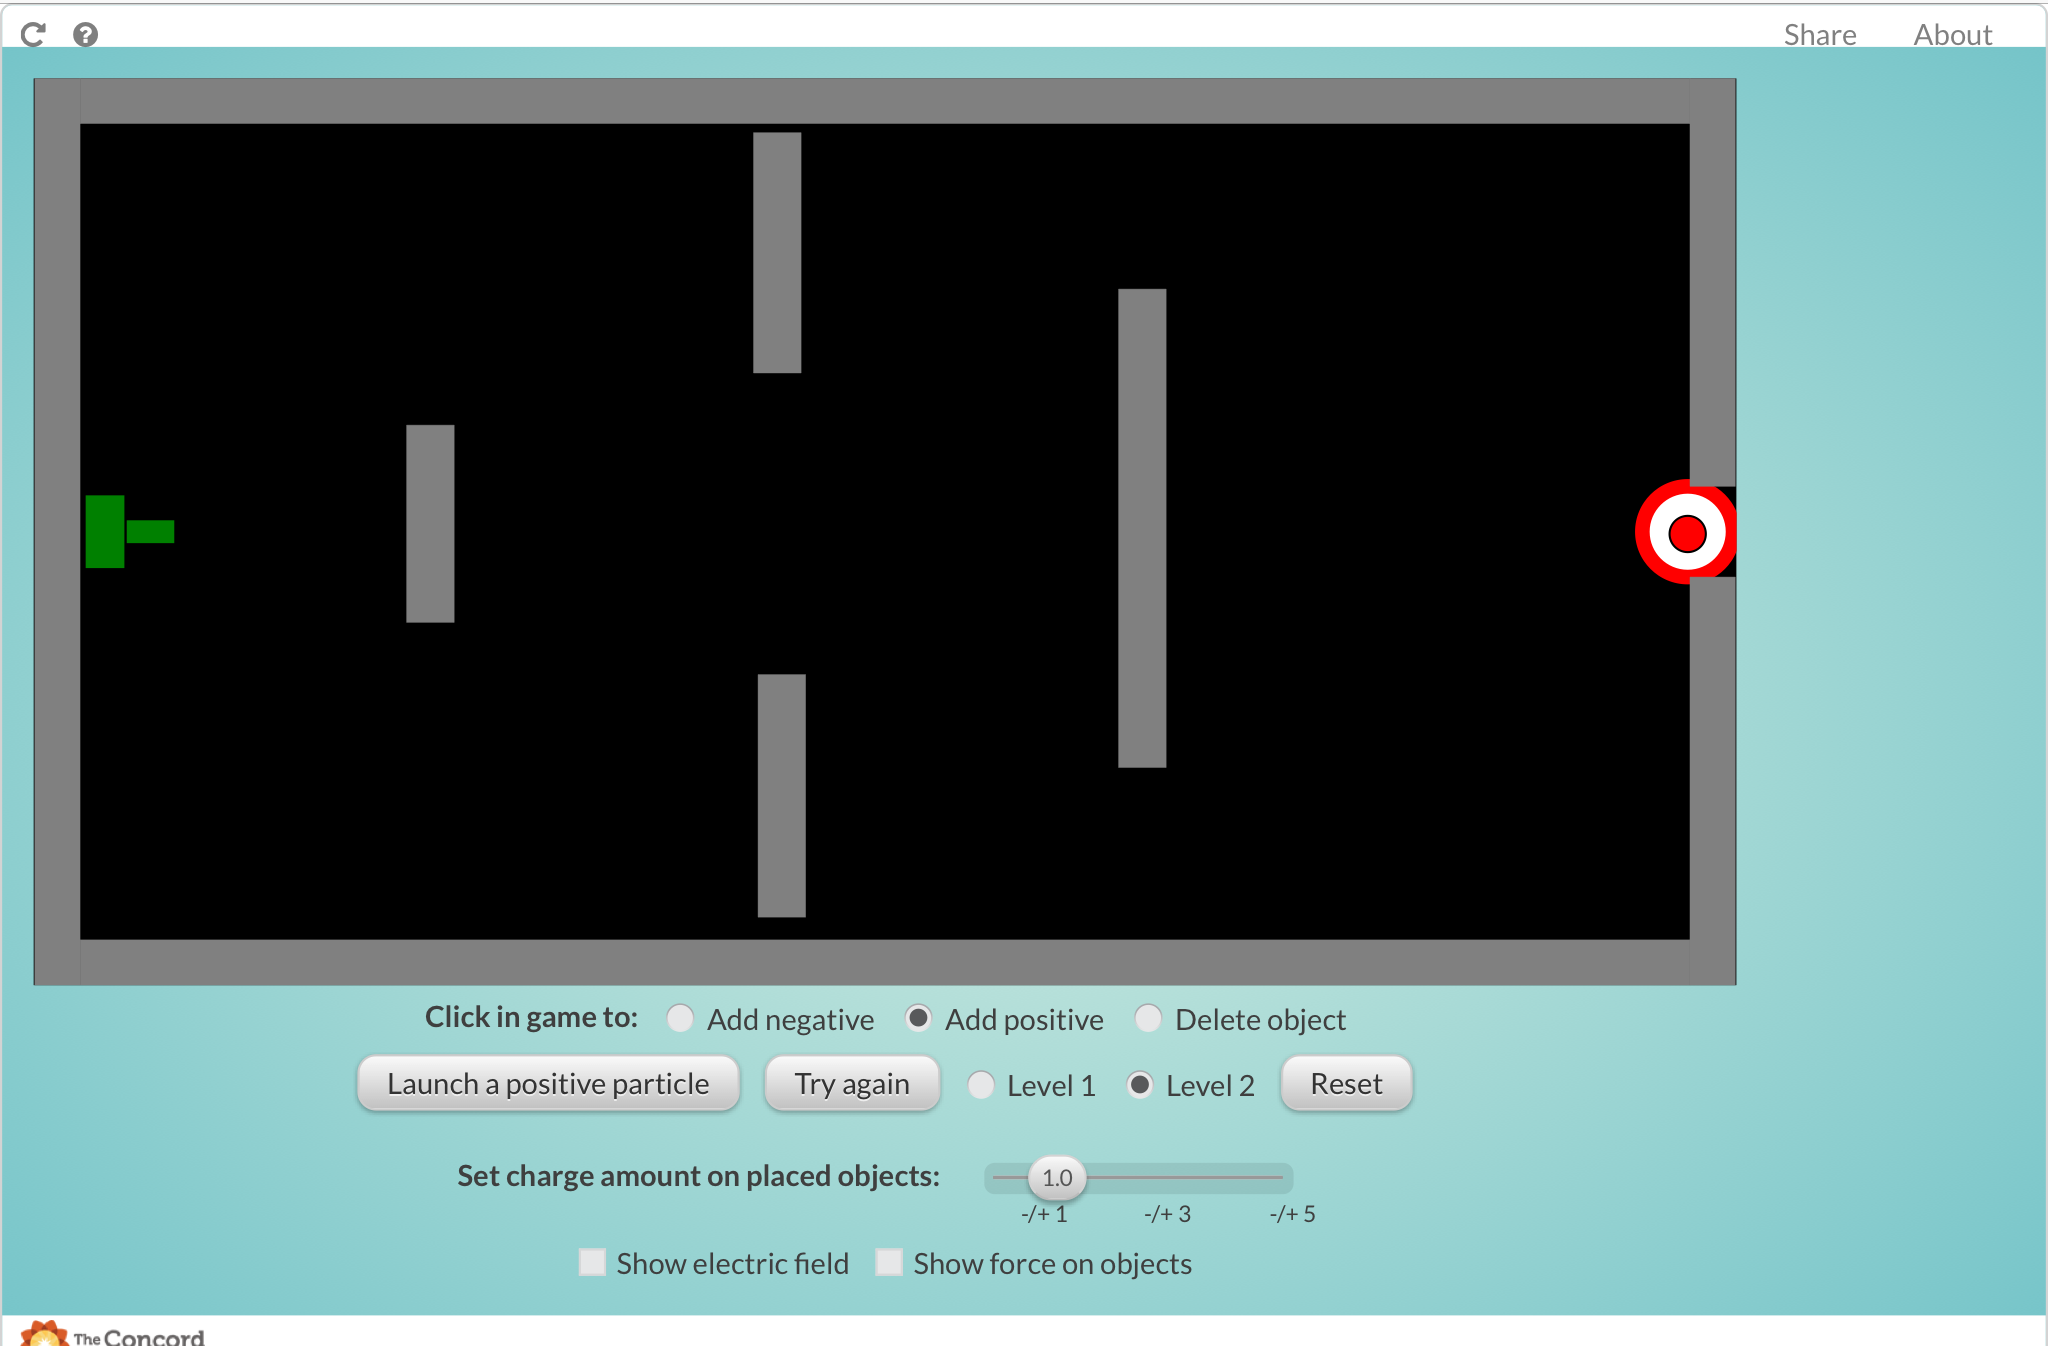 Share About
Click in game to: Add negative Add positive Delete object
Launch a positive particle Try again Level 1 Level 2 Reset
Set charge amount on placed objects: 1.0
-/+ 1 -/+ 3 -/+ 5
Show electric field Show force on objects
The Concord